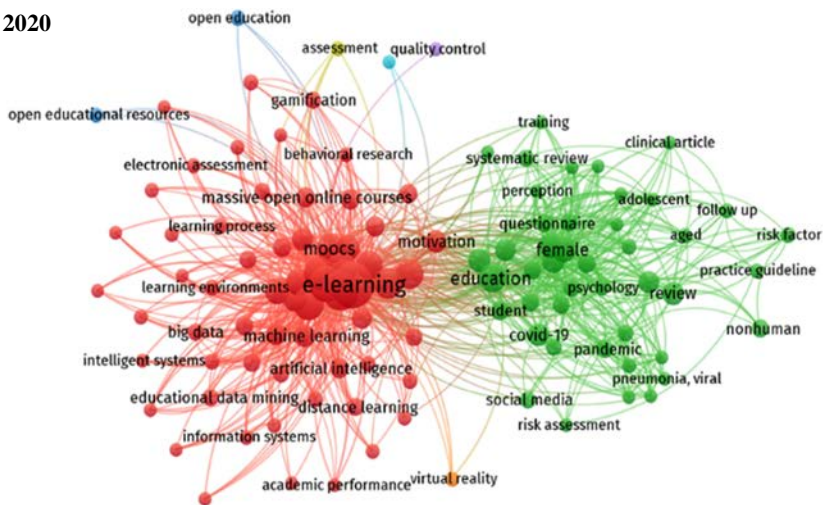 2020
open education
assessment
quality control
gamification
open educational resources
training
clinical article
behavioral research
systematic review
electronic assessment
perception
adolescent
massive open online courses
follow up
learning process
questionnaire
aged
risk factor
motivation
moocs
female
practice guideline
education
e-learning
learning environments
psychology
review
student
nonhuman
big data
machine learning
covid-19
pandemic
intelligent systems
artificial intelligence
pneumonia, viral
educational data mining
distance learning
social media
risk assessment
information systems
virtual reality
academic performance